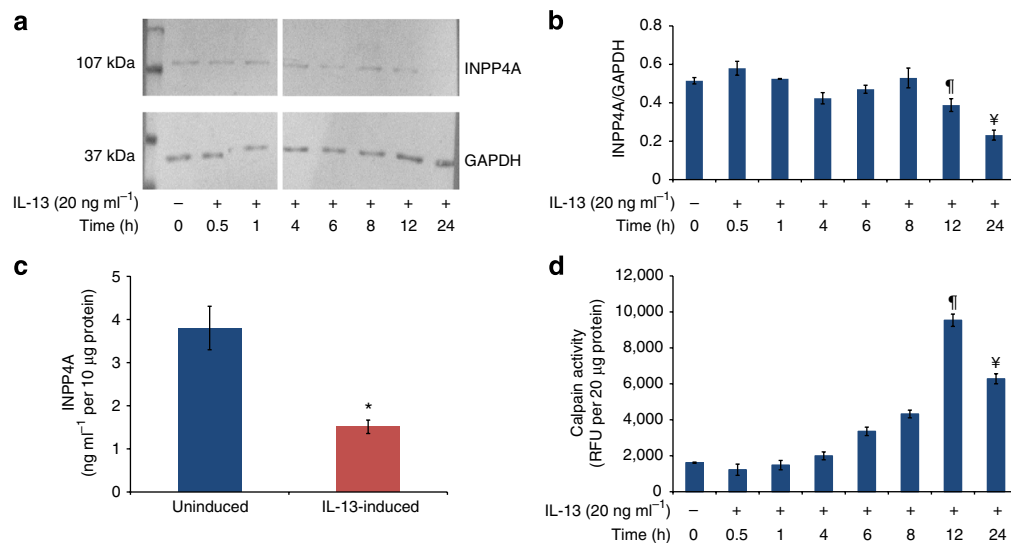 a
107 kDa
INPP4A
37 kDa
GAPDH
IL-13 (20 ng ml−1) − + + + + + + +
Time (h) 0 0.5 1 4 6 8 12 24
b
INPP4A/GAPDH
0.8
0.6
0.4
0.2
0
¶
¥
IL-13 (20 ng ml−1) − + + + + + + +
Time (h) 0 0.5 1 4 6 8 12 24
c
INPP4A
(ng ml−1 per 10 μg protein)
5
4
3
2
1
0
*
Uninduced IL-13-induced
d
Calpain activity
(RFU per 20 μg protein)
12,000
10,000
8,000
6,000
4,000
2,000
0
¶
¥
IL-13 (20 ng ml−1) − + + + + + + +
Time (h) 0 0.5 1 4 6 8 12 24